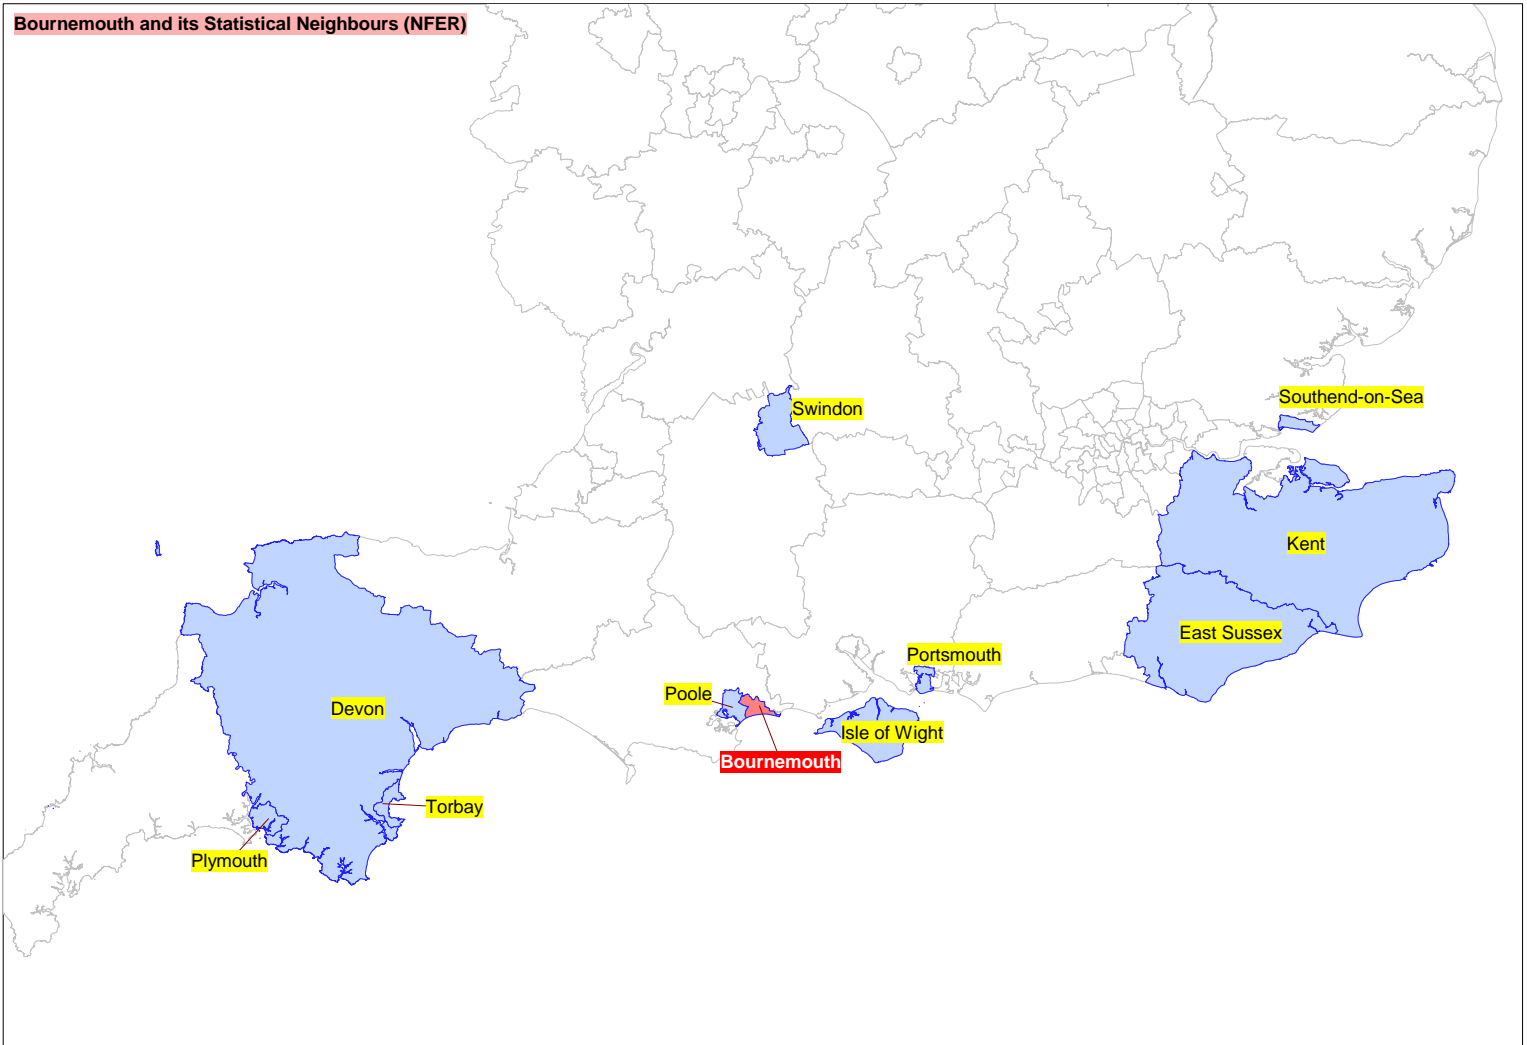 Bournemouth and its Statistical Neighbours (NFER)
Southend-on-Sea
Swindon
Kent
East Sussex
Portsmouth
Poole
Devon
Isle of Wight
Bournemouth
Torbay
Plymouth